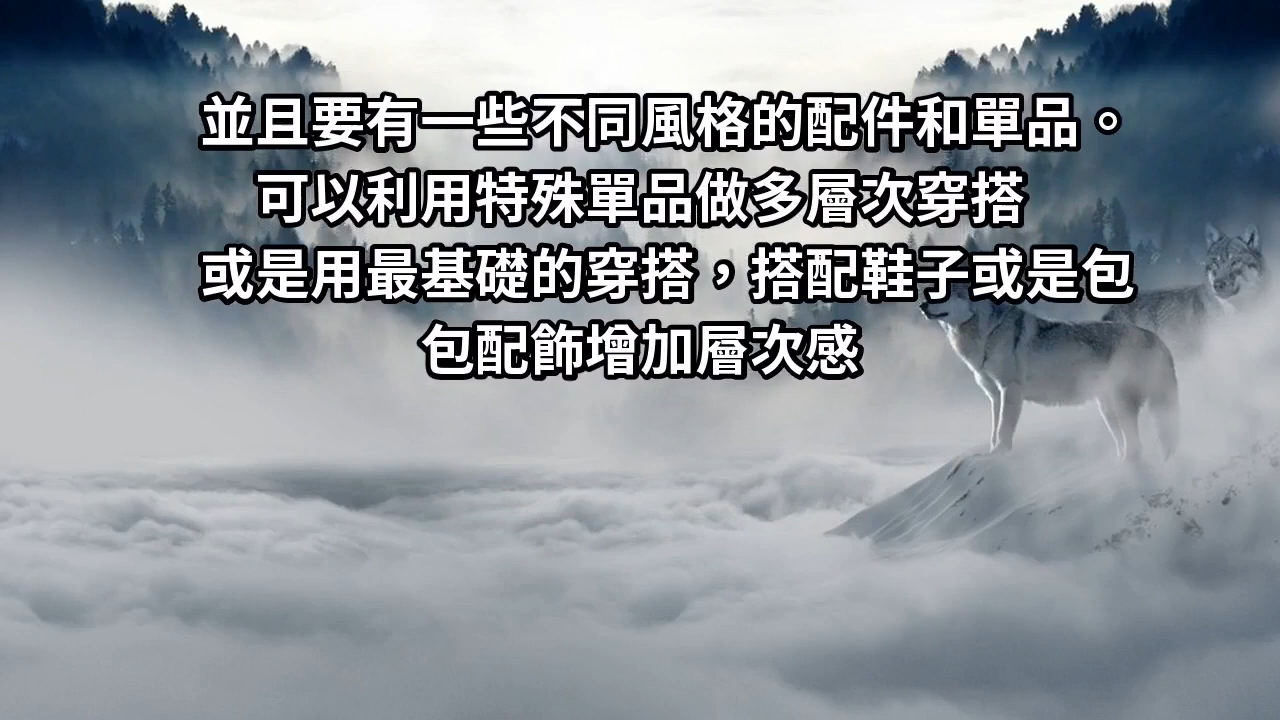 並且要有一些不同風格的配件和單品。
可以利用特殊單品做多層次穿搭
或是用最基礎的穿搭，搭配鞋子或是包
包配飾增加層次感